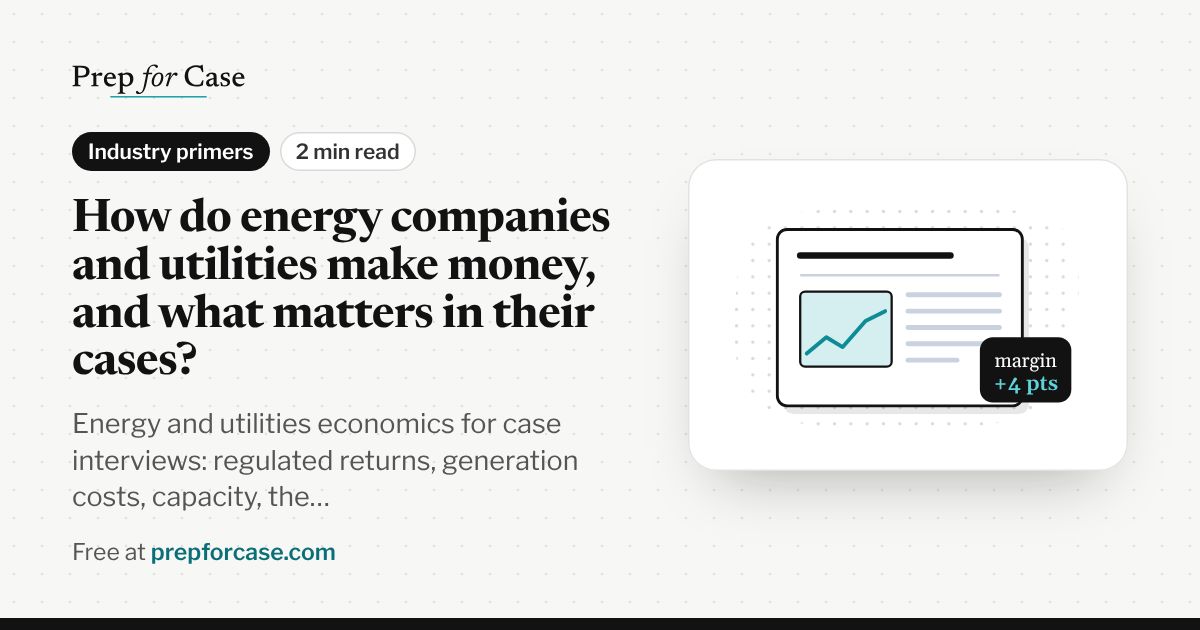 Prep for Case
Industry primers
2 min read
How do energy companies
and utilities make money,
and what matters in their
cases?
Energy and utilities economics for case
interviews: regulated returns, generation
costs, capacity, the...
Free at prepforcase.com
margin
+4 pts